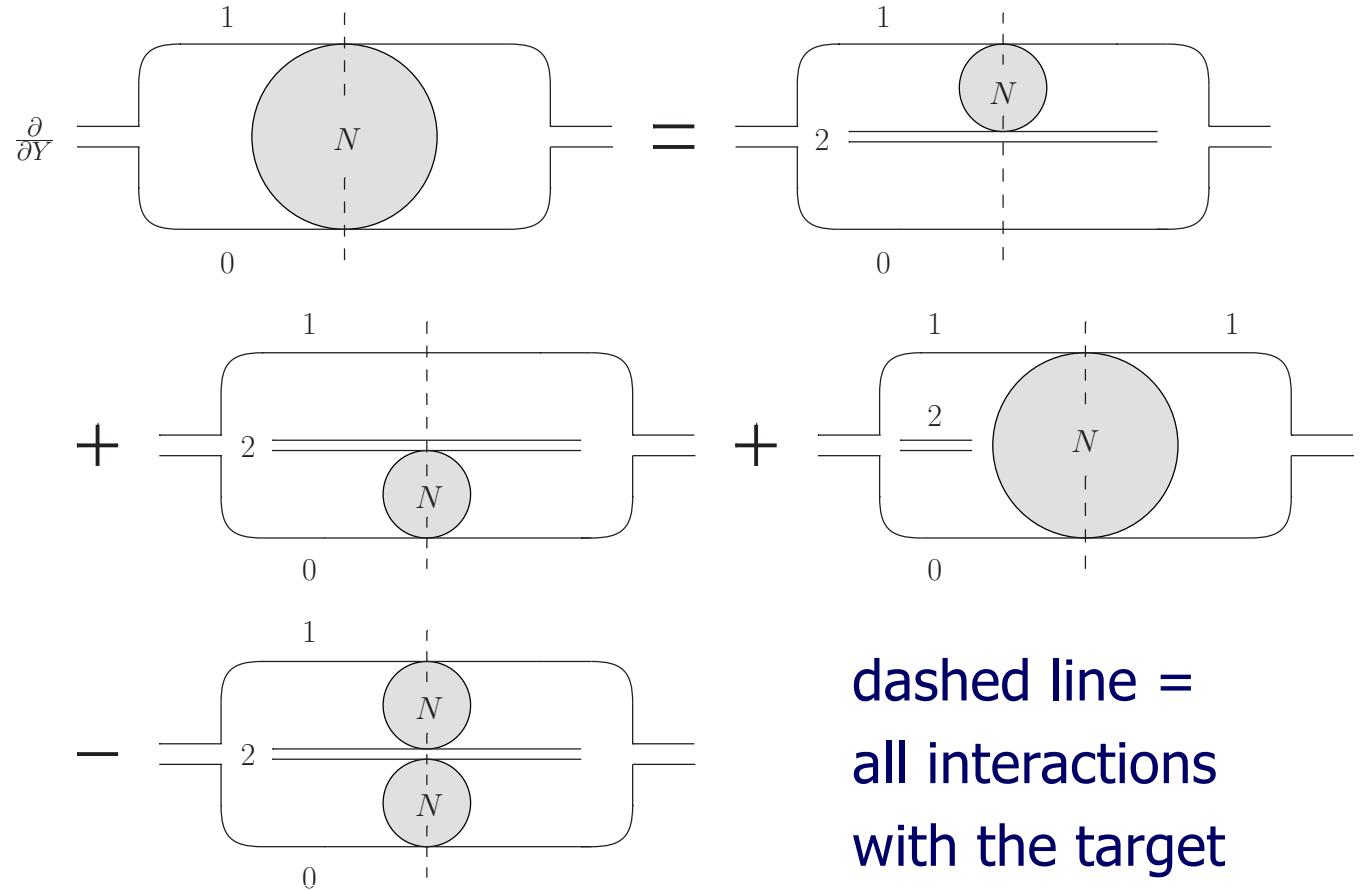 1
∂/∂Y
N
0
=
1
N
2
0
+
1
2
N
0
+
1 1
2
N
0
−
1
N
2
N
0
dashed line =
all interactions
with the target